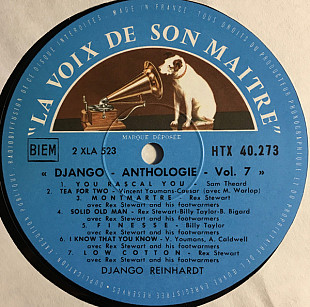 MADE IN FRANCE
"LA VOIX DE SON MAITRE"
MARQUE DÉPOSÉE
BIEM
2 XLA 523
HTX 40.273
« DJANGO - ANTHOLOGIE - Vol. 7 »
1. YOU RASCAL YOU - Sam Theard
2. TEA FOR TWO - Vincent Youmans-Caesar (avec M. Warlop)
3. MONTMARTRE - Rex Stewart
avec Rex Stewart and his footwarmers
4. SOLID OLD MAN - Rex Stewart-Billy Taylor-B. Bigard
avec Rex Stewart and his footwarmers
5. FINESSE - Billy Taylor
avec Rex Stewart and his footwarmers
6. I KNOW THAT YOU KNOW - V. Youmans, A. Caldwell
avec Rex Stewart and his footwarmers
7. LOW COTTON - Rex Stewart
avec Rex Stewart and his footwarmers
DJANGO REINHARDT